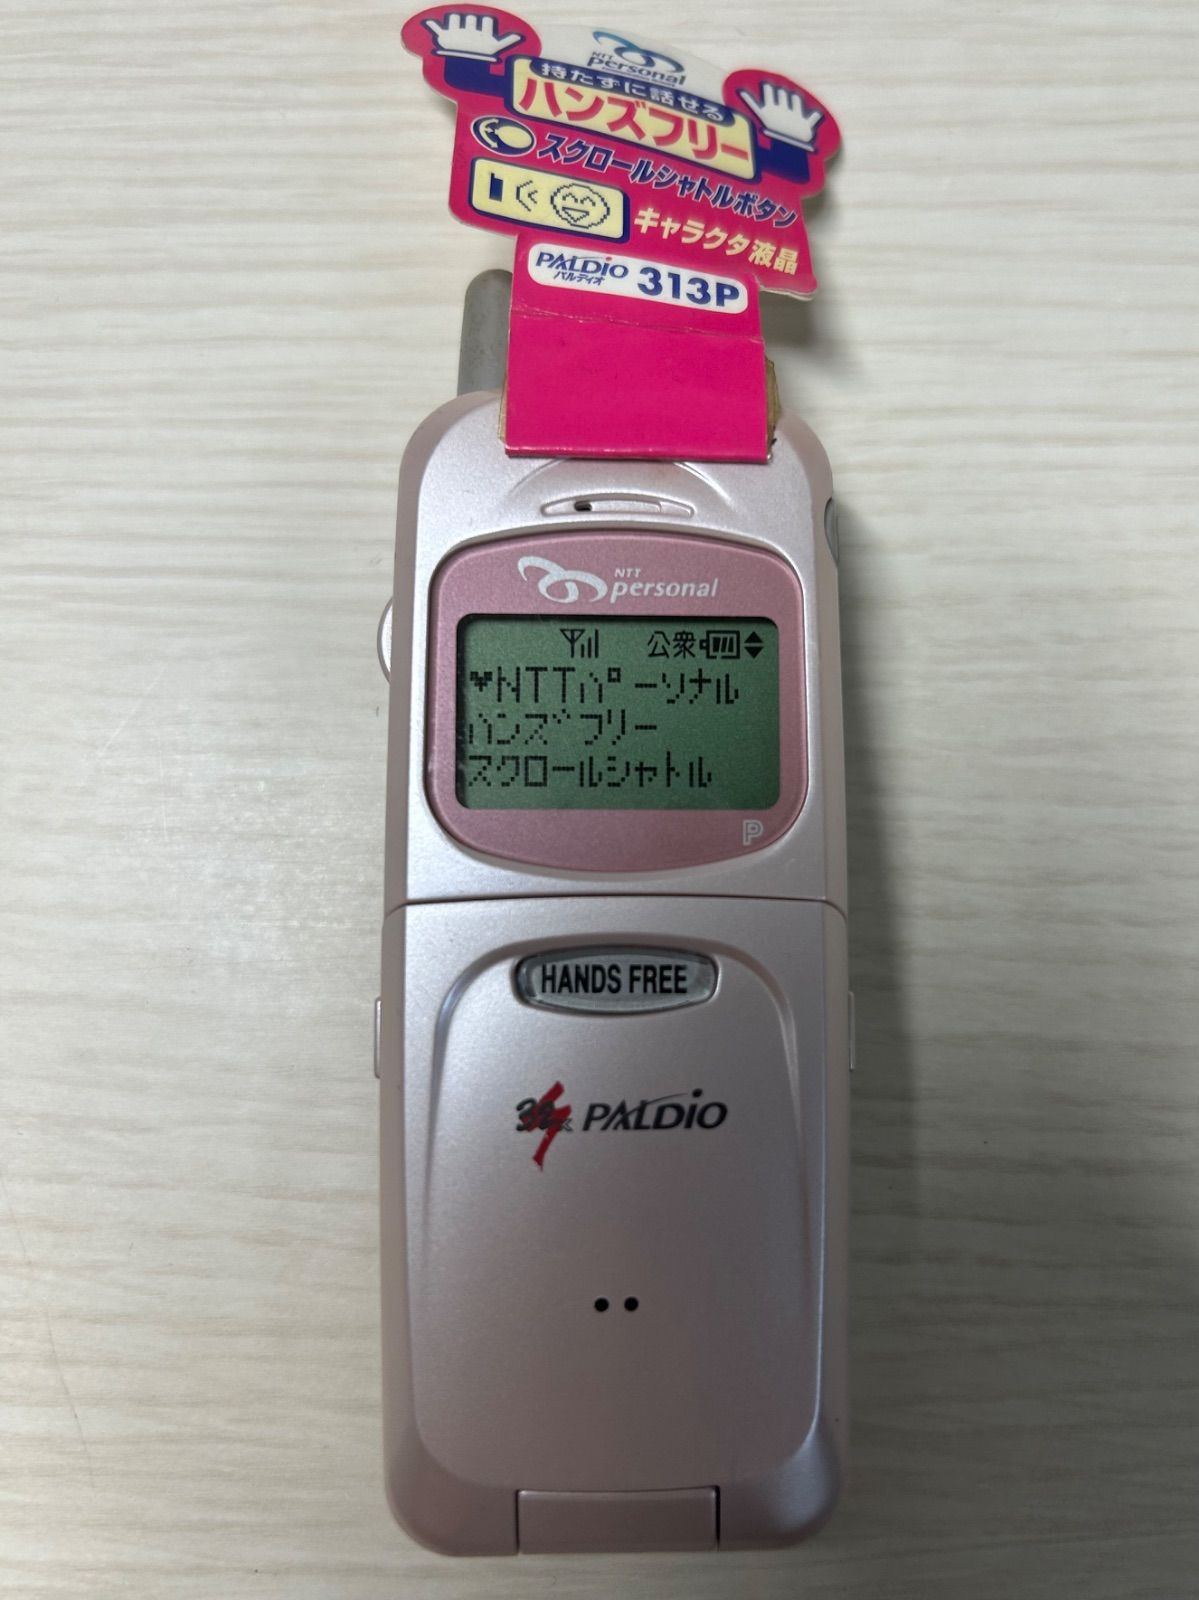 NTT
personal
持たずに話せる
ハンズフリー
スクロールシャトルボタン
キャラクタ液晶
PALDiO
パルディオ
313P
NTT
personal
公衆
♥NTTパーソナル
ハンズフリー
スクロールシャトル
P
HANDS FREE
32K PALDiO